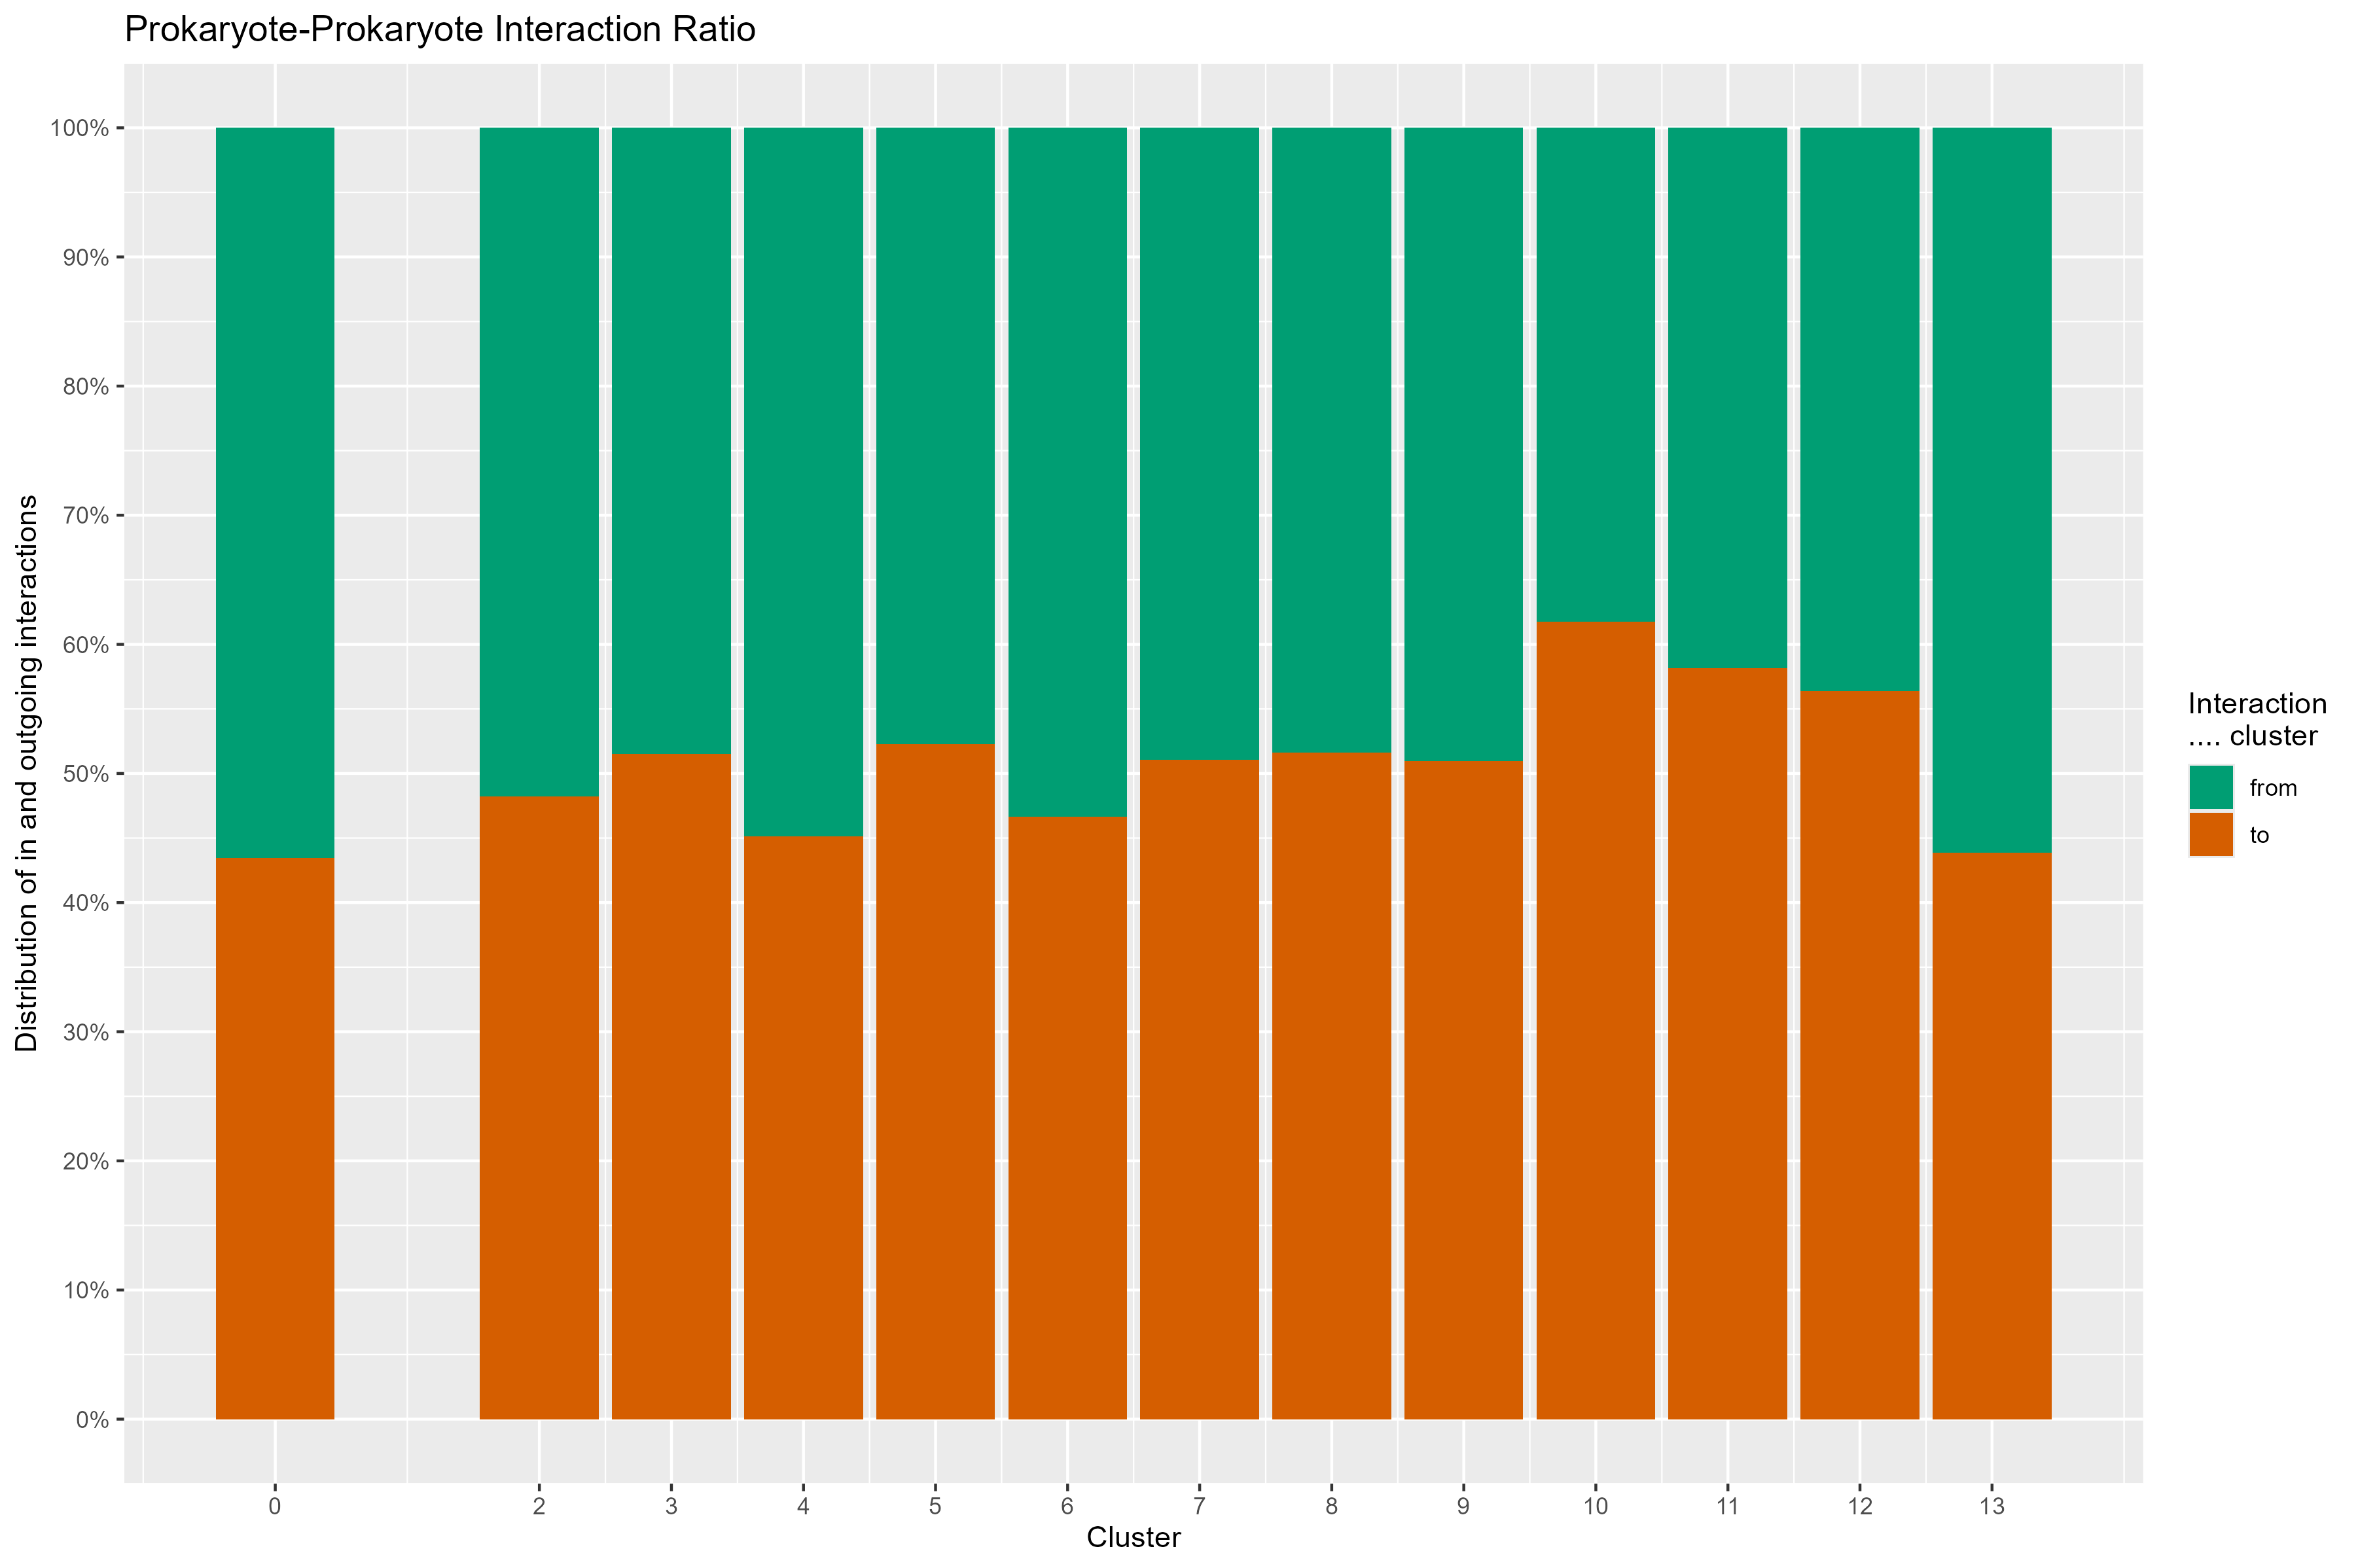 Prokaryote-Prokaryote Interaction Ratio
Distribution of in and outgoing interactions
100%
90%
80%
70%
60%
50%
40%
30%
20%
10%
0%
0 2 3 4 5 6 7 8 9 10 11 12 13
Cluster
Interaction
.... cluster
from
to